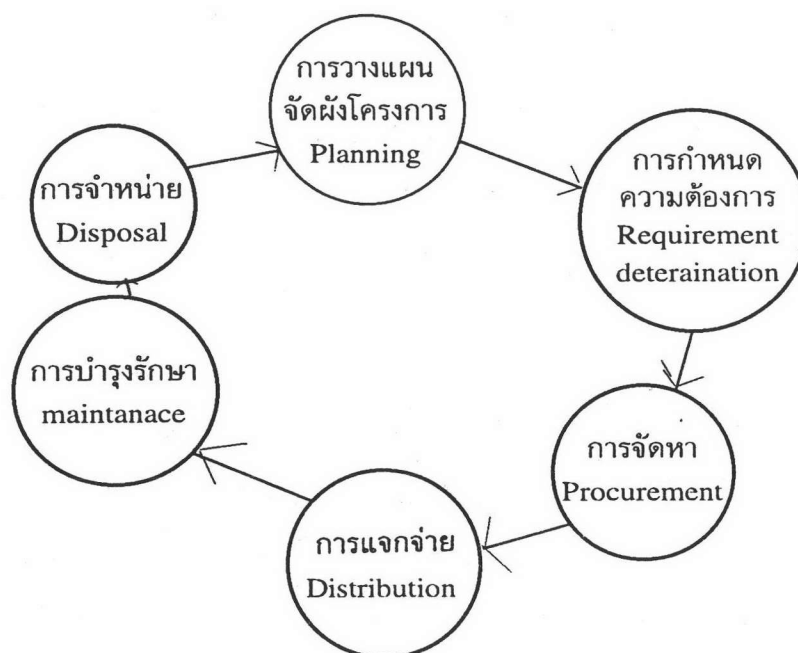 การวางแผน
จัดผังโครงการ
Planning
การกำหนด
ความต้องการ
Requirement
deteraination
การจัดหา
Procurement
การแจกจ่าย
Distribution
การบำรุงรักษา
maintanace
การจำหน่าย
Disposal